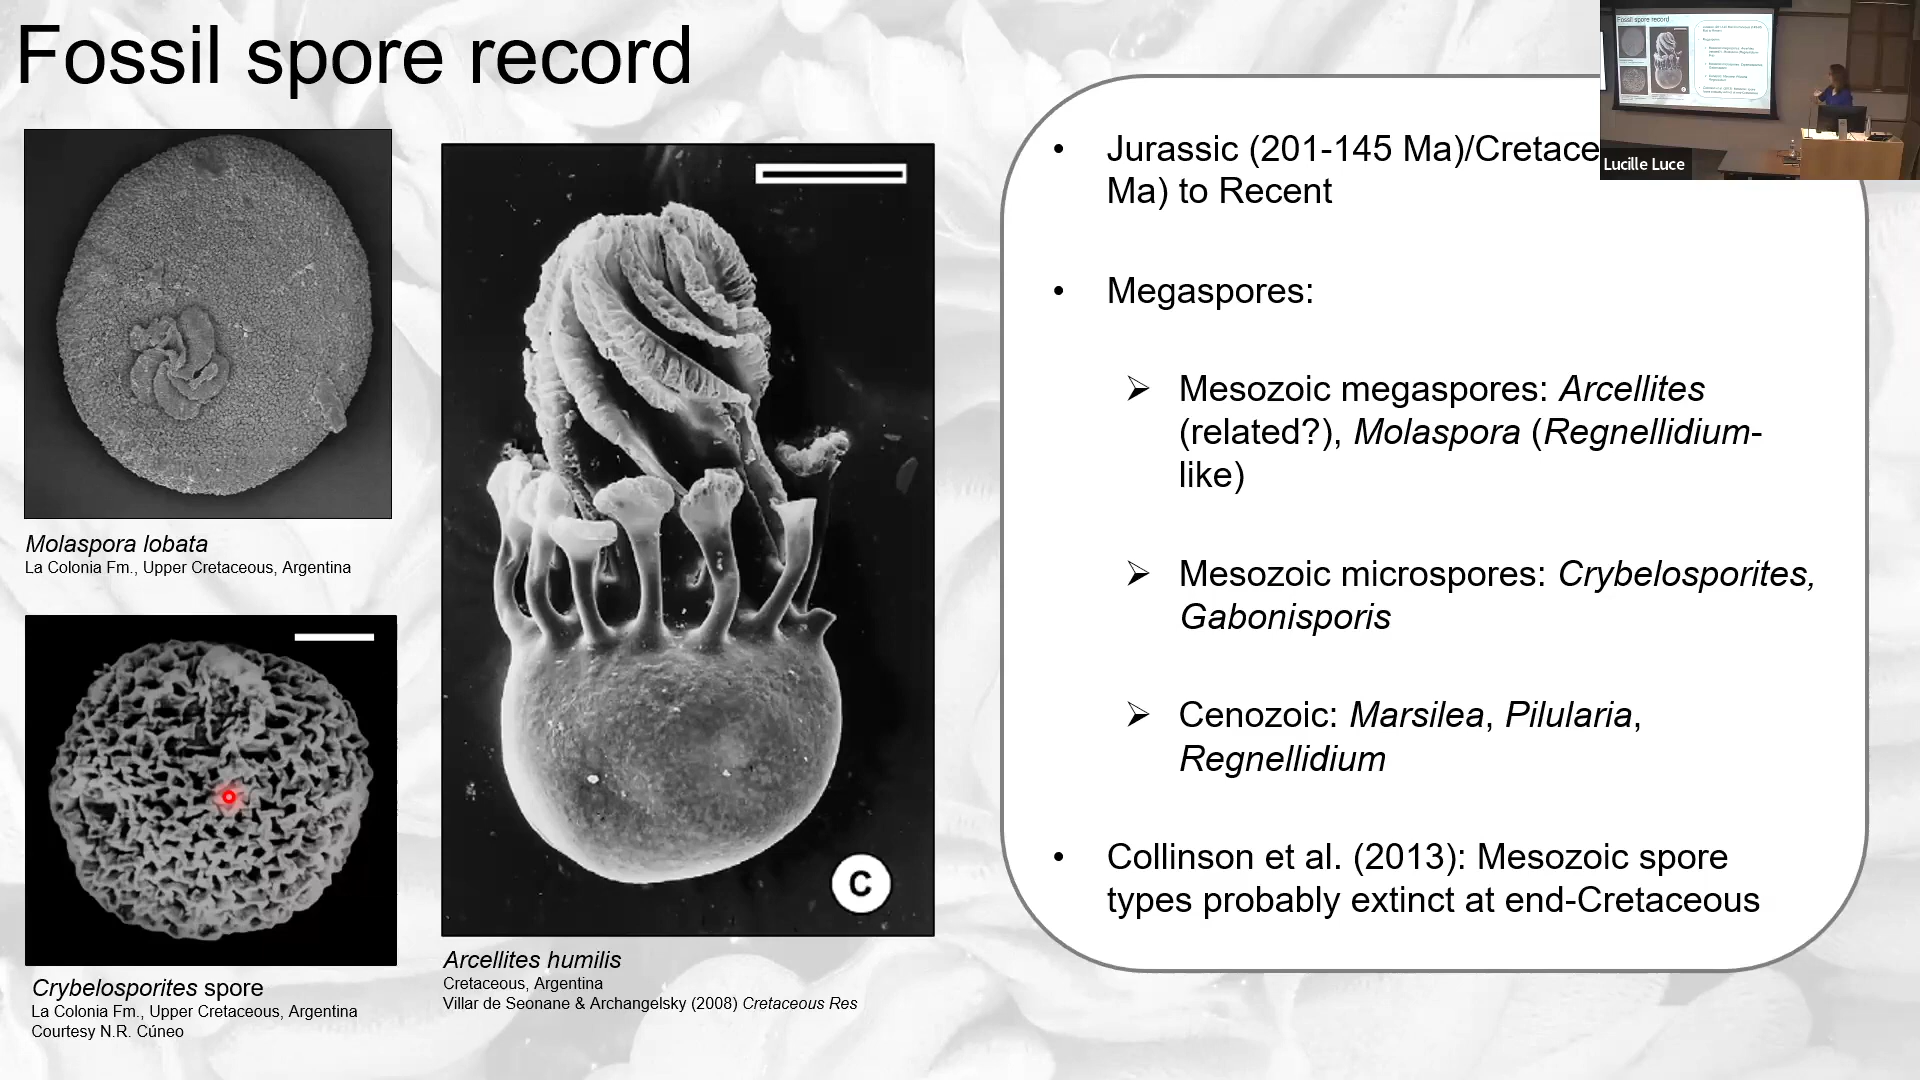 Fossil spore record
Molaspora lobata
La Colonia Fm., Upper Cretaceous, Argentina
Crybelosporites spore
La Colonia Fm., Upper Cretaceous, Argentina
Courtesy N.R. Cúneo
C
Arcellites humilis
Cretaceous, Argentina
Villar de Seonane & Archangelsky (2008) Cretaceous Res
• Jurassic (201-145 Ma)/Cretace
Ma) to Recent
• Megaspores:
➢ Mesozoic megaspores: Arcellites
(related?), Molaspora (Regnellidium-
like)
➢ Mesozoic microspores: Crybelosporites,
Gabonisporis
➢ Cenozoic: Marsilea, Pilularia,
Regnellidium
• Collinson et al. (2013): Mesozoic spore
types probably extinct at end-Cretaceous
Fossil spore record
Lucille Luce